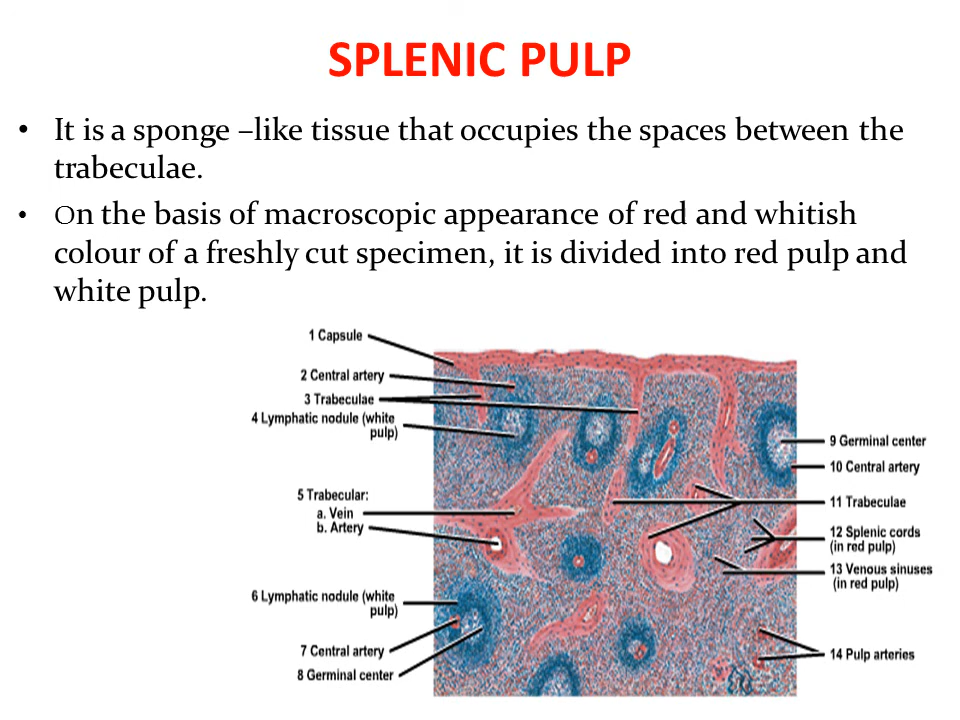 SPLENIC PULP
• It is a sponge –like tissue that occupies the spaces between the
trabeculae.
• On the basis of macroscopic appearance of red and whitish
colour of a freshly cut specimen, it is divided into red pulp and
white pulp.
1 Capsule
2 Central artery
3 Trabeculae
4 Lymphatic nodule (white
pulp)
5 Trabecular:
a. Vein
b. Artery
6 Lymphatic nodule (white
pulp)
7 Central artery
8 Germinal center
9 Germinal center
10 Central artery
11 Trabeculae
12 Splenic cords
(in red pulp)
13 Venous sinuses
(in red pulp)
14 Pulp arteries